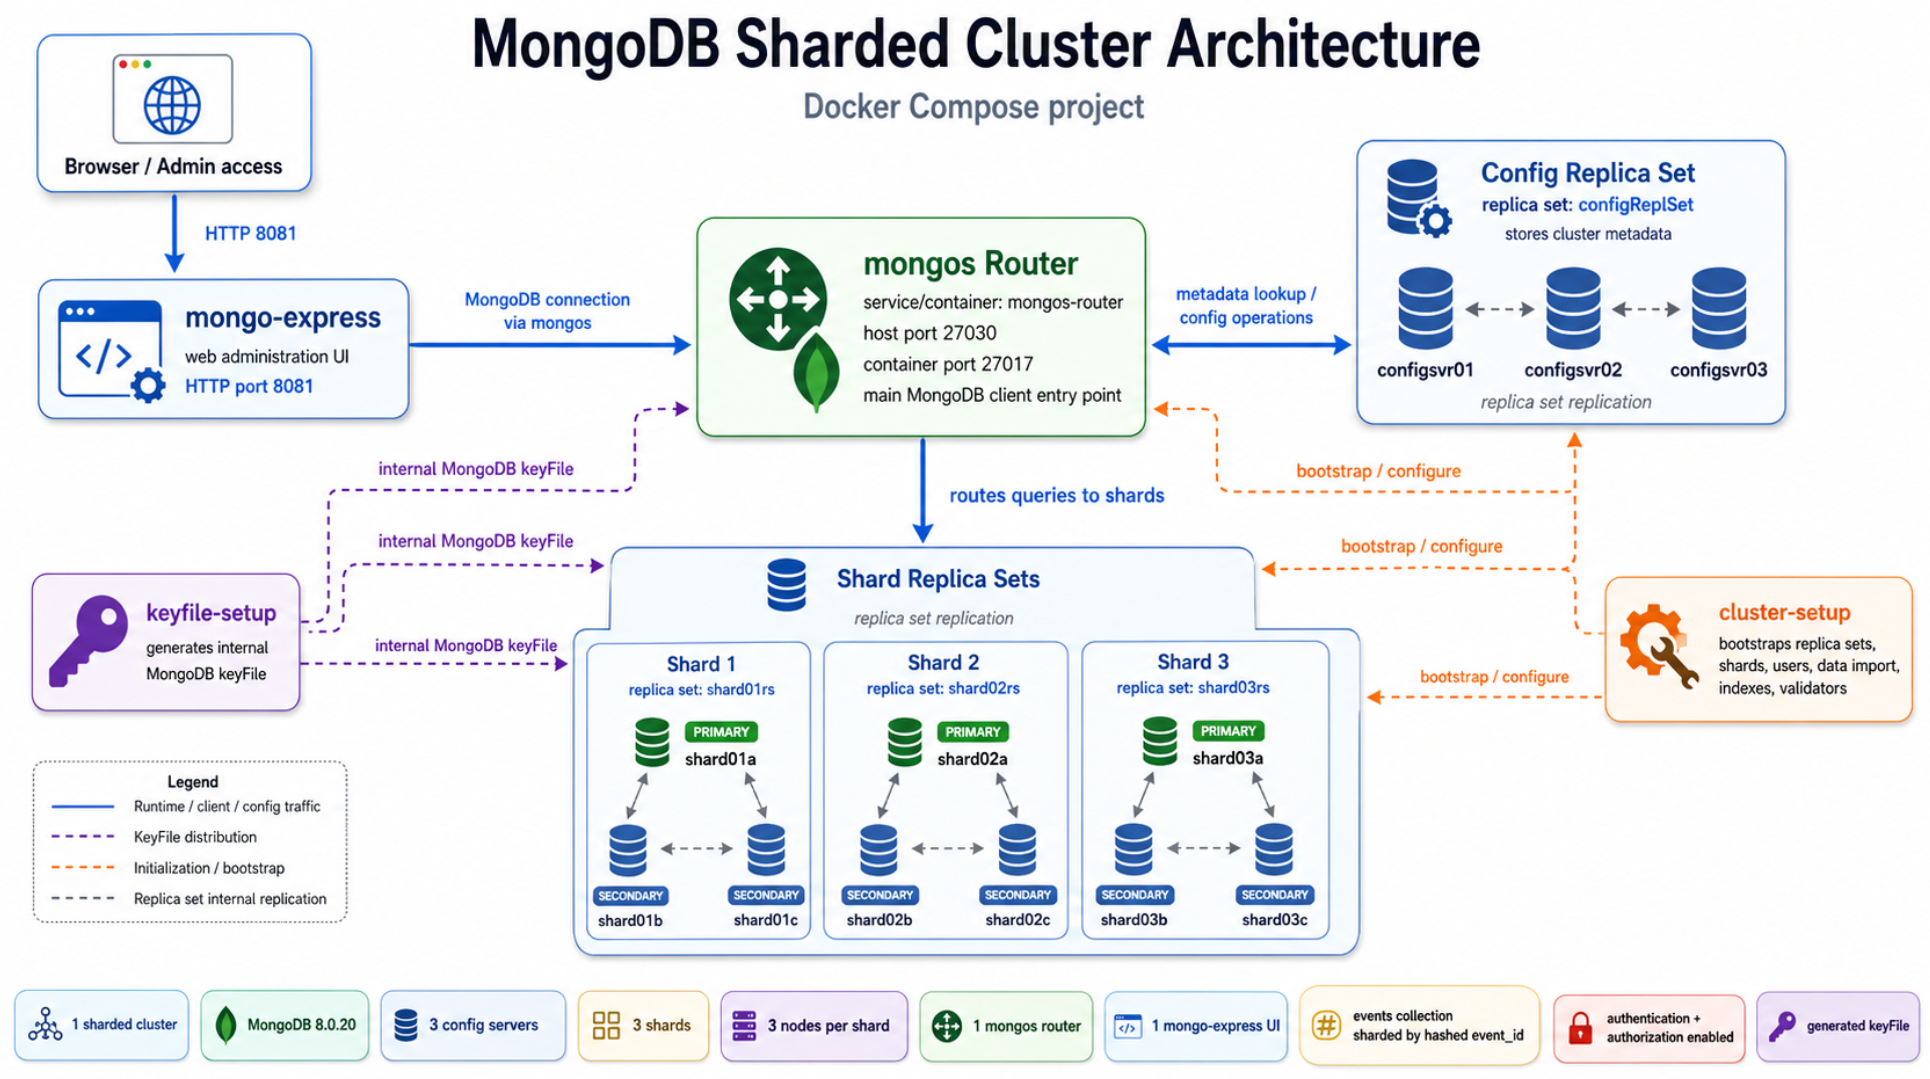 MongoDB Sharded Cluster Architecture
Docker Compose project
Browser / Admin access
HTTP 8081
mongo-express
web administration UI
HTTP port 8081
MongoDB connection
via mongos
mongos Router
service/container: mongos-router
host port 27030
container port 27017
main MongoDB client entry point
metadata lookup /
config operations
Config Replica Set
replica set: configReplSet
stores cluster metadata
configsvr01
configsvr02
configsvr03
replica set replication
internal MongoDB keyFile
internal MongoDB keyFile
internal MongoDB keyFile
routes queries to shards
bootstrap / configure
bootstrap / configure
bootstrap / configure
keyfile-setup
generates internal
MongoDB keyFile
cluster-setup
bootstraps replica sets,
shards, users, data import,
indexes, validators
Shard Replica Sets
replica set replication
Shard 1
replica set: shard01rs
PRIMARY
shard01a
SECONDARY
shard01b
SECONDARY
shard01c
Shard 2
replica set: shard02rs
PRIMARY
shard02a
SECONDARY
shard02b
SECONDARY
shard02c
Shard 3
replica set: shard03rs
PRIMARY
shard03a
SECONDARY
shard03b
SECONDARY
shard03c
Legend
Runtime / client / config traffic
KeyFile distribution
Initialization / bootstrap
Replica set internal replication
1 sharded cluster
MongoDB 8.0.20
3 config servers
3 shards
3 nodes per shard
1 mongos router
1 mongo-express UI
events collection
sharded by hashed event_id
authentication +
authorization enabled
generated keyFile